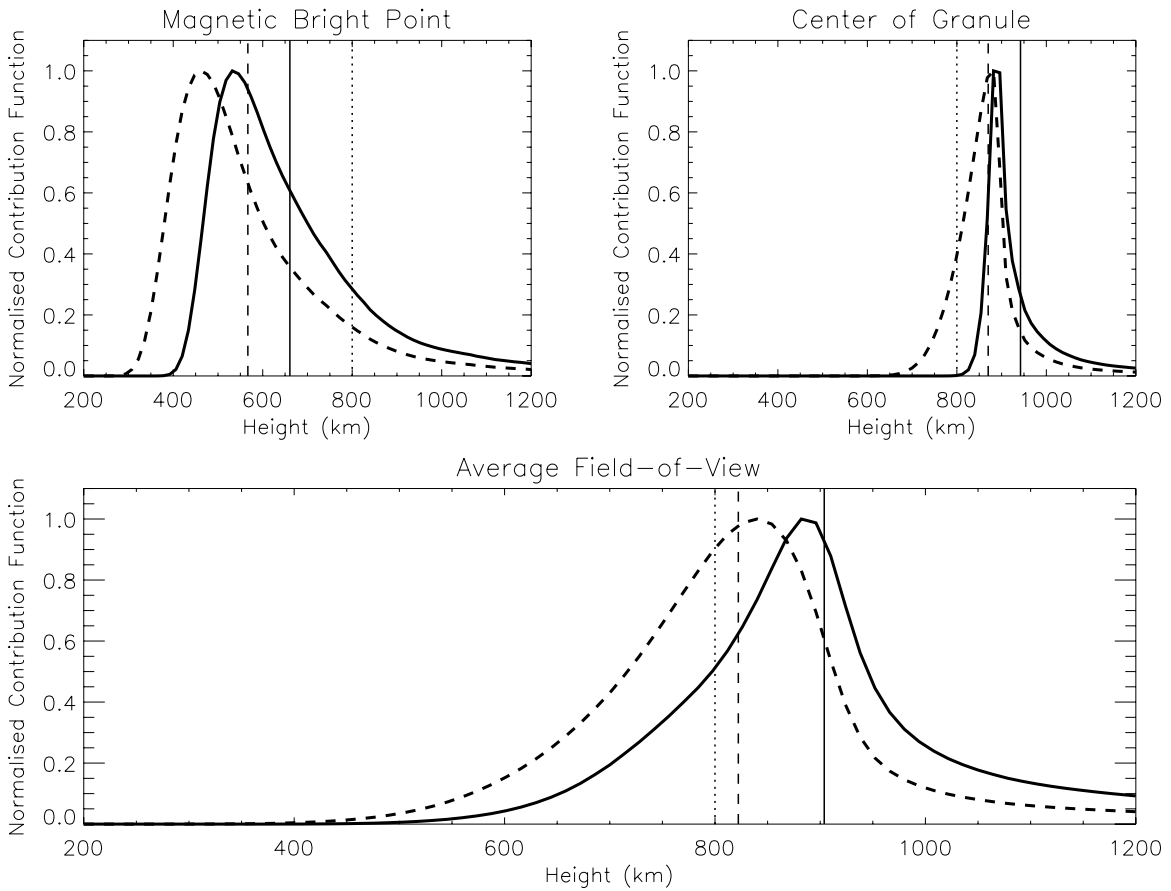 Magnetic Bright Point
Normalised Contribution Function
1.0
0.8
0.6
0.4
0.2
0.0
200 400 600 800 1000 1200
Height (km)
Center of Granule
Normalised Contribution Function
1.0
0.8
0.6
0.4
0.2
0.0
200 400 600 800 1000 1200
Height (km)
Average Field-of-View
Normalised Contribution Function
1.0
0.8
0.6
0.4
0.2
0.0
200 400 600 800 1000 1200
Height (km)